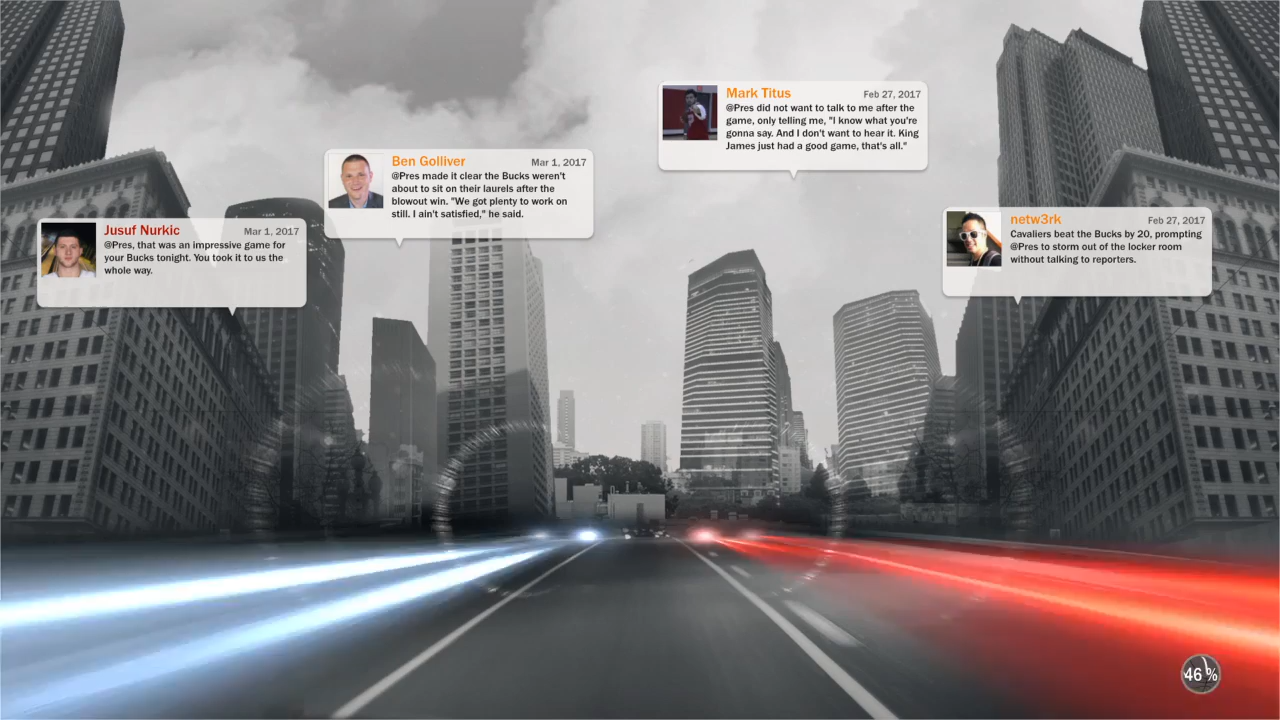 Mark Titus
Feb 27, 2017
@Pres did not want to talk to me after the
game, only telling me, "I know what you're
gonna say. And I don't want to hear it. King
James just had a good game, that's all."
Ben Golliver
Mar 1, 2017
@Pres made it clear the Bucks weren't
about to sit on their laurels after the
blowout win. "We got plenty to work on
still. I ain't satisfied," he said.
netw3rk
Feb 27, 2017
Cavaliers beat the Bucks by 20, prompting
@Pres to storm out of the locker room
without talking to reporters.
Jusuf Nurkic
Mar 1, 2017
@Pres, that was an impressive game for
your Bucks tonight. You took it to us the
whole way.
46 %